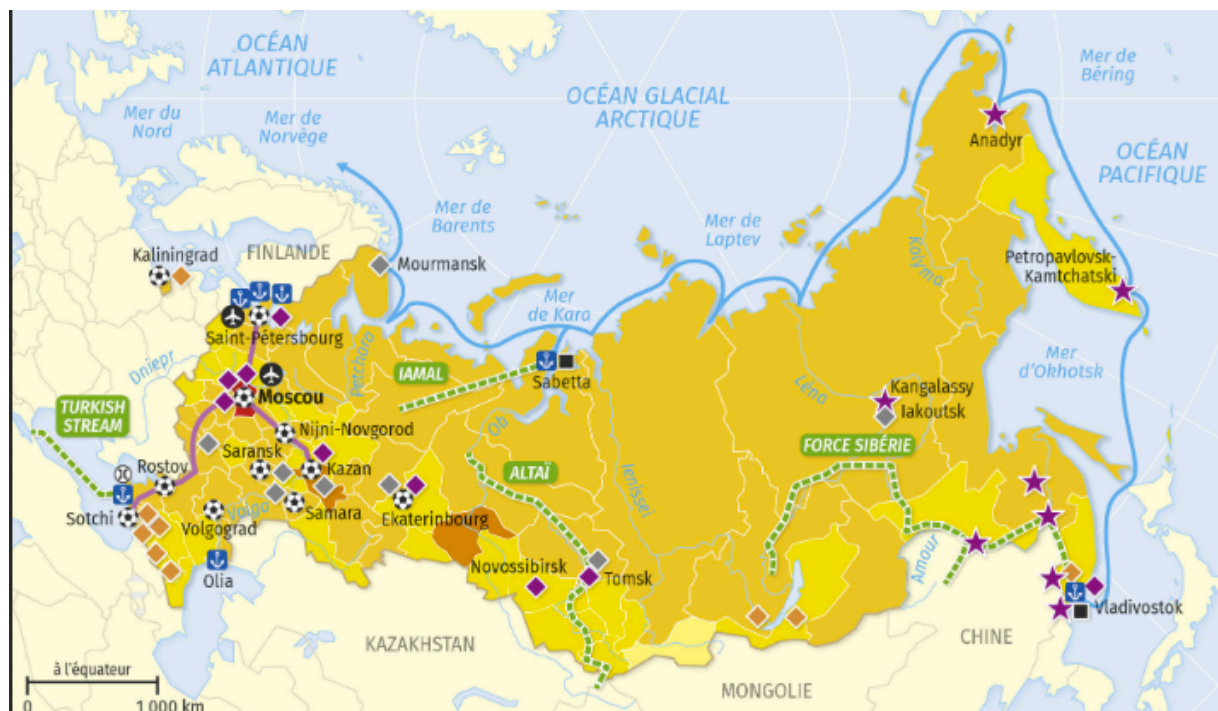 OCÉAN
ATLANTIQUE
Mer du
Nord
Mer de
Norvège
OCÉAN GLACIAL
ARCTIQUE
Mer de
Béring
Anadyr
OCÉAN
PACIFIQUE
Mer de
Barents
Mer de
Laptev
Kolyma
Kaliningrad
FINLANDE
Mourmansk
Petropavlovsk-
Kamtchatski
Mer
de Kara
Saint-Pétersbourg
Petchora
Dniepr
IAMAL
Sabetta
Léna
Mer
d'Okhotsk
Kangalassy
Iakoutsk
Moscou
TURKISH
STREAM
Nijni-Novgorod
Ob
FORCE SIBÉRIE
Saransk
Kazan
ALTAÏ
Ienisseï
Rostov
Sotchi
Volgograd
Volga
Samara
Ekaterinbourg
Olia
Novossibirsk
Tomsk
Amour
Vladivostok
KAZAKHSTAN
CHINE
MONGOLIE
à l'équateur
0
1 000 km